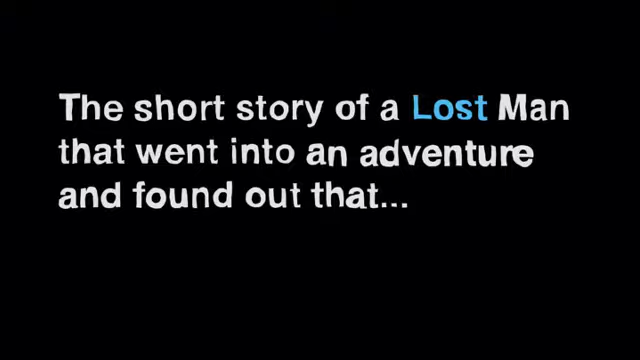 The short story of a Lost Man
that went into an adventure
and found out that...